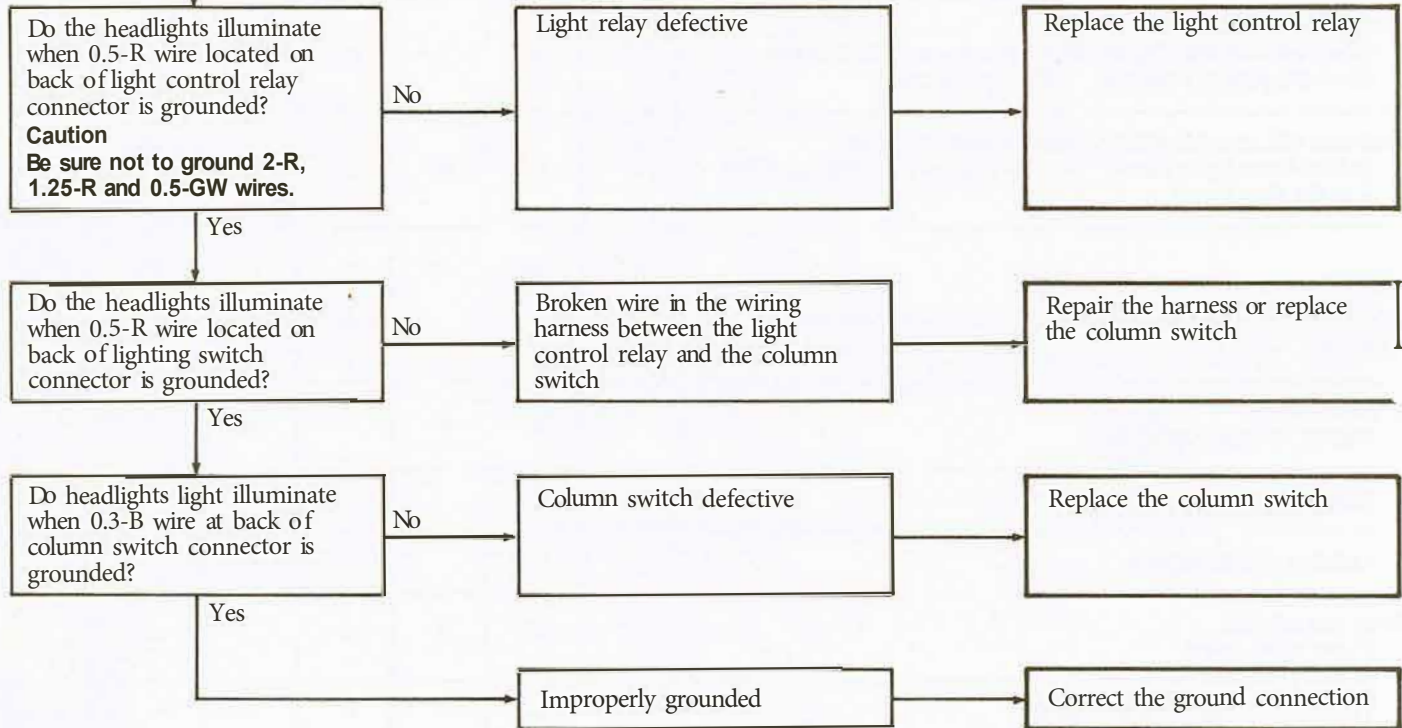 Do the headlights illuminate
when 0.5-R wire located on
back of light control relay
connector is grounded?
Caution
Be sure not to ground 2-R,
1.25-R and 0.5-GW wires.
No
Light relay defective
Replace the light control relay
Yes
Do the headlights illuminate
when 0.5-R wire located on
back of lighting switch
connector is grounded?
No
Broken wire in the wiring
harness between the light
control relay and the column
switch
Repair the harness or replace
the column switch
Yes
Do headlights light illuminate
when 0.3-B wire at back of
column switch connector is
grounded?
No
Column switch defective
Replace the column switch
Yes
Improperly grounded
Correct the ground connection